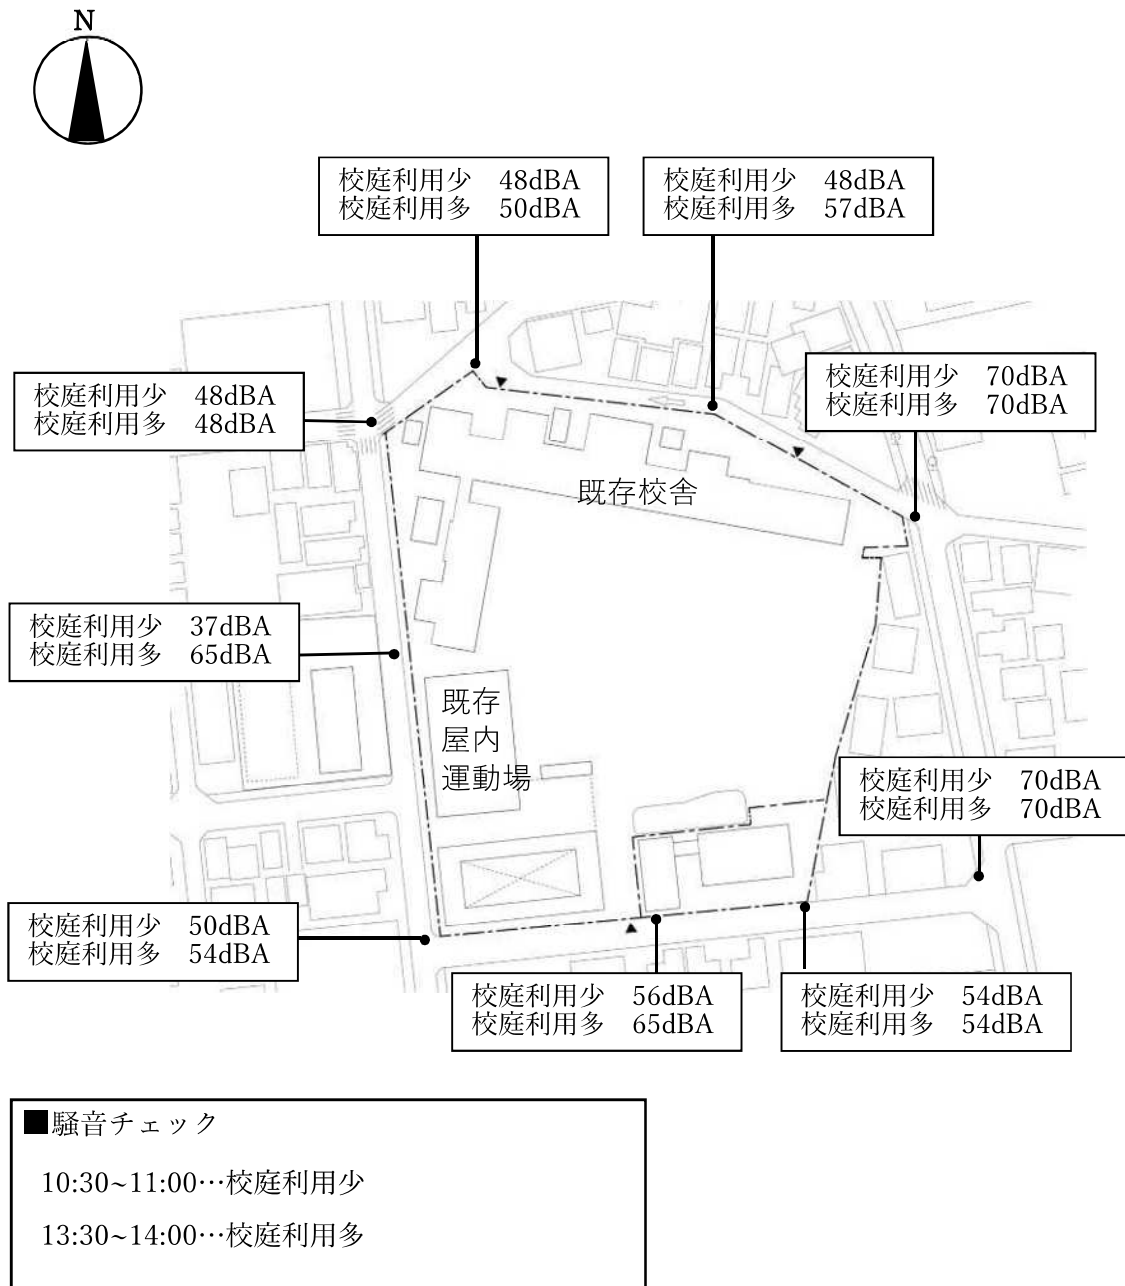 N
校庭利用少 48dBA
校庭利用多 50dBA
校庭利用少 48dBA
校庭利用多 57dBA
校庭利用少 70dBA
校庭利用多 70dBA
校庭利用少 48dBA
校庭利用多 48dBA
既存校舎
校庭利用少 37dBA
校庭利用多 65dBA
既存
屋内
運動場
校庭利用少 70dBA
校庭利用多 70dBA
校庭利用少 50dBA
校庭利用多 54dBA
校庭利用少 56dBA
校庭利用多 65dBA
校庭利用少 54dBA
校庭利用多 54dBA
■騒音チェック
10:30~11:00…校庭利用少
13:30~14:00…校庭利用多